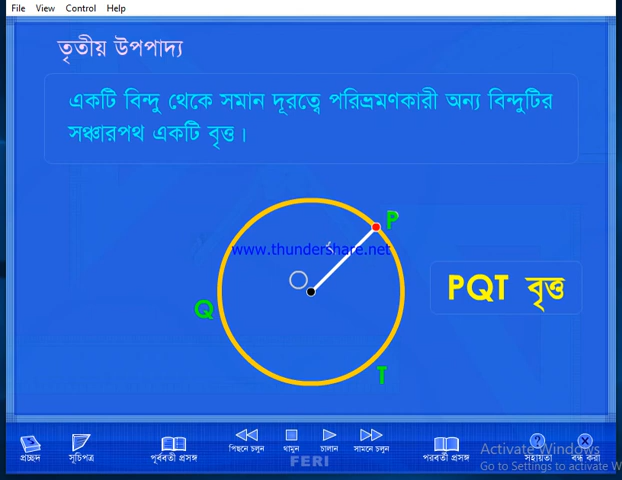 File View Control Help
তৃতীয় উপপাদ্য
একটি বিন্দু থেকে সমান দূরত্বে পরিভ্রমণকারী অন্য বিন্দুটির
সঞ্চারপথ একটি বৃত্ত।
P
www.thundershare.net
O
PQT বৃত্ত
Q
T
প্রচ্ছদ
সূচিপত্র
পূর্ববর্তী প্রসঙ্গ
পিছনে চলুন
থামুন
চালান
সামনে চলুন
পরবর্তী প্রসঙ্গ
সহায়তা
বন্ধ করা
FERI
Activate Windows
Go to Settings to activate W